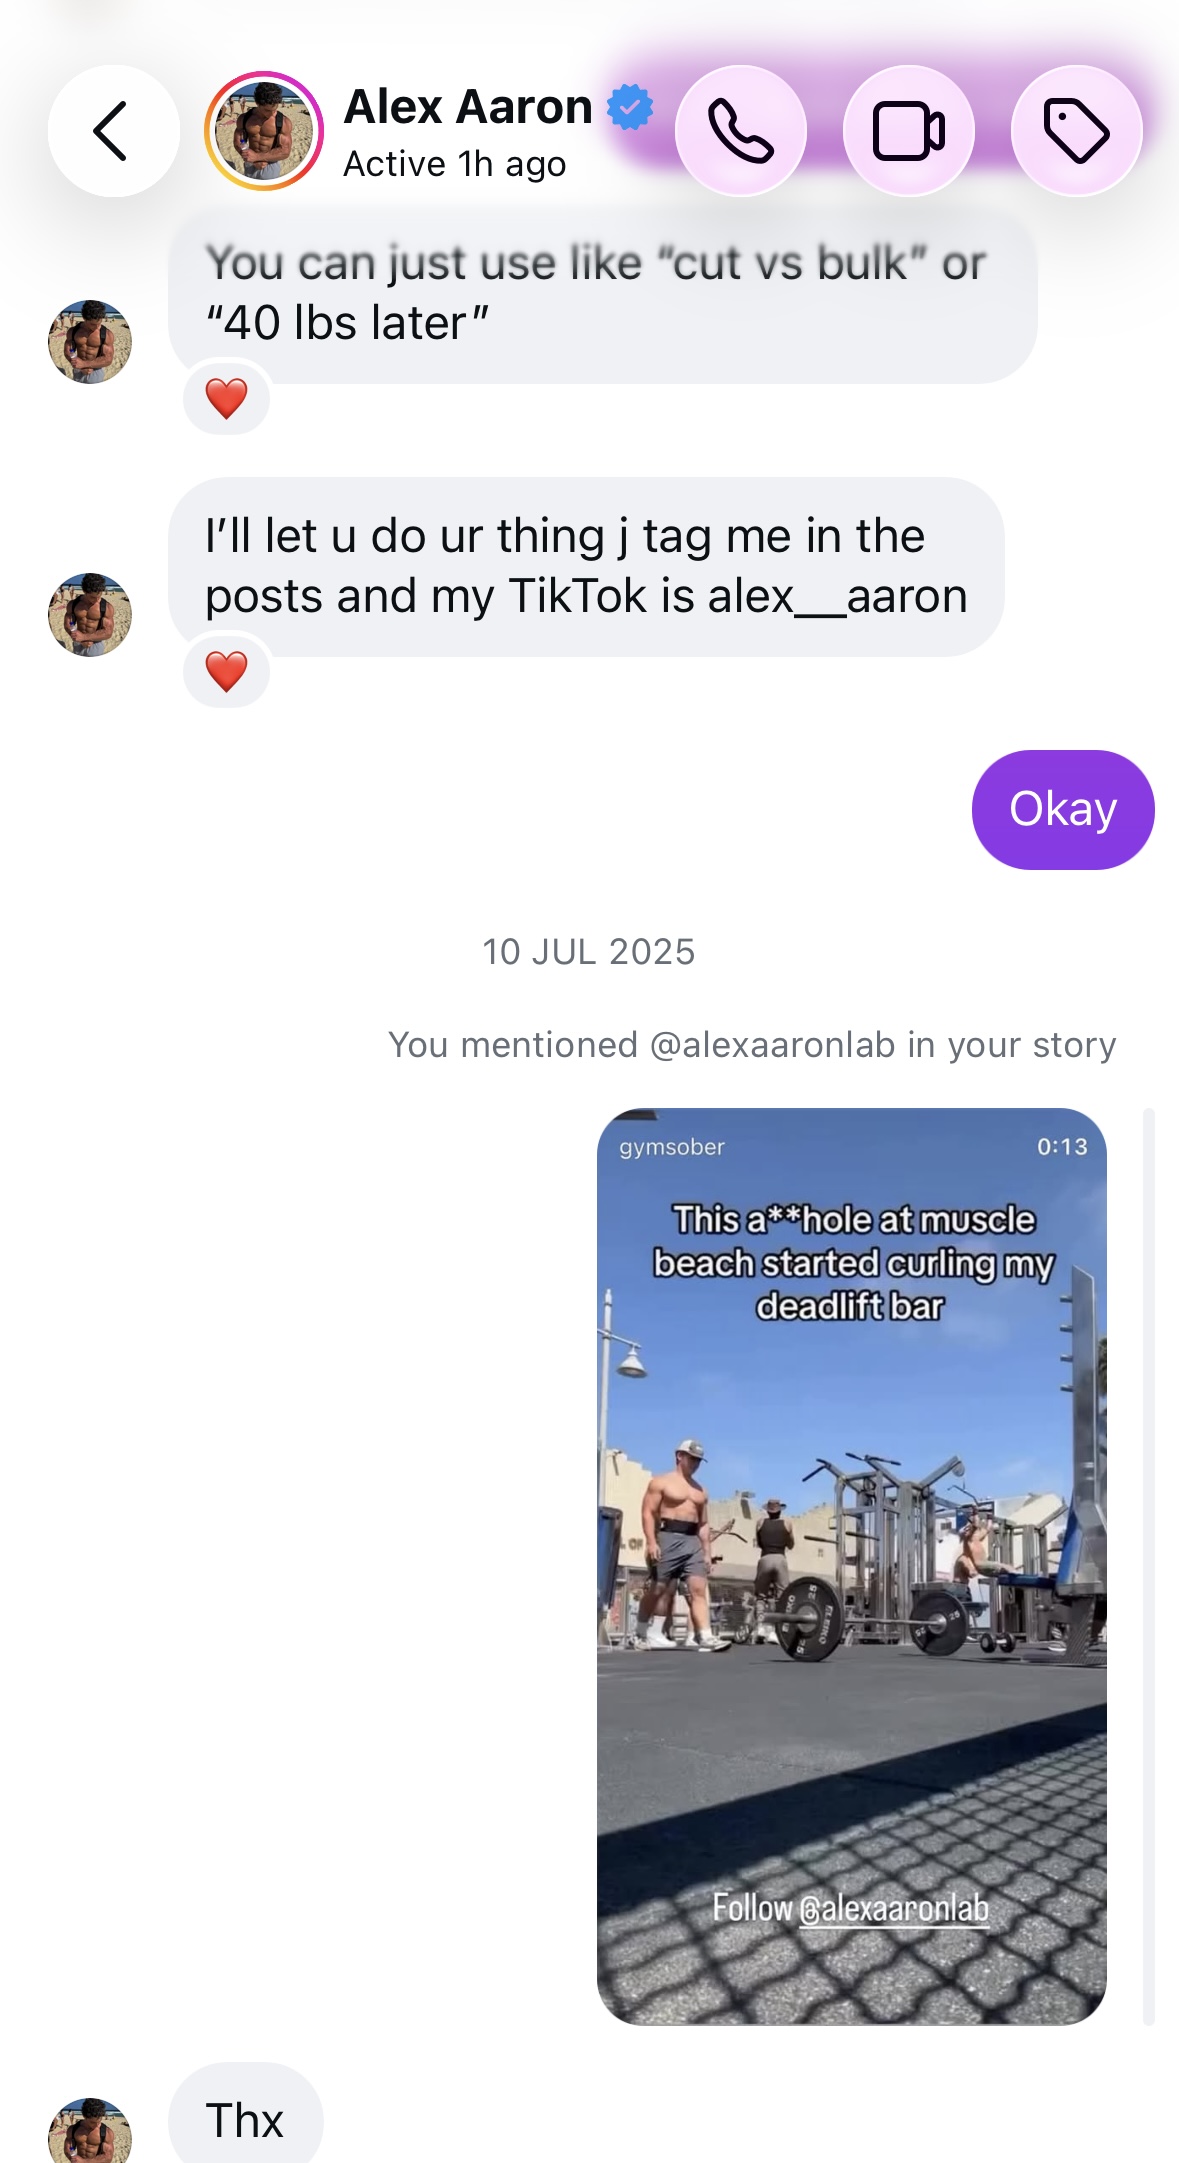 Alex Aaron
Active 1h ago
You can just use like “cut vs bulk” or
“40 lbs later”
I’ll let u do ur thing j tag me in the
posts and my TikTok is alex__aaron
Okay
10 JUL 2025
You mentioned @alexaaronlab in your story
gymsober
0:13
This a**hole at muscle
beach started curling my
deadlift bar
25
ELEIKO
25
Follow @alexaaronlab
Thx